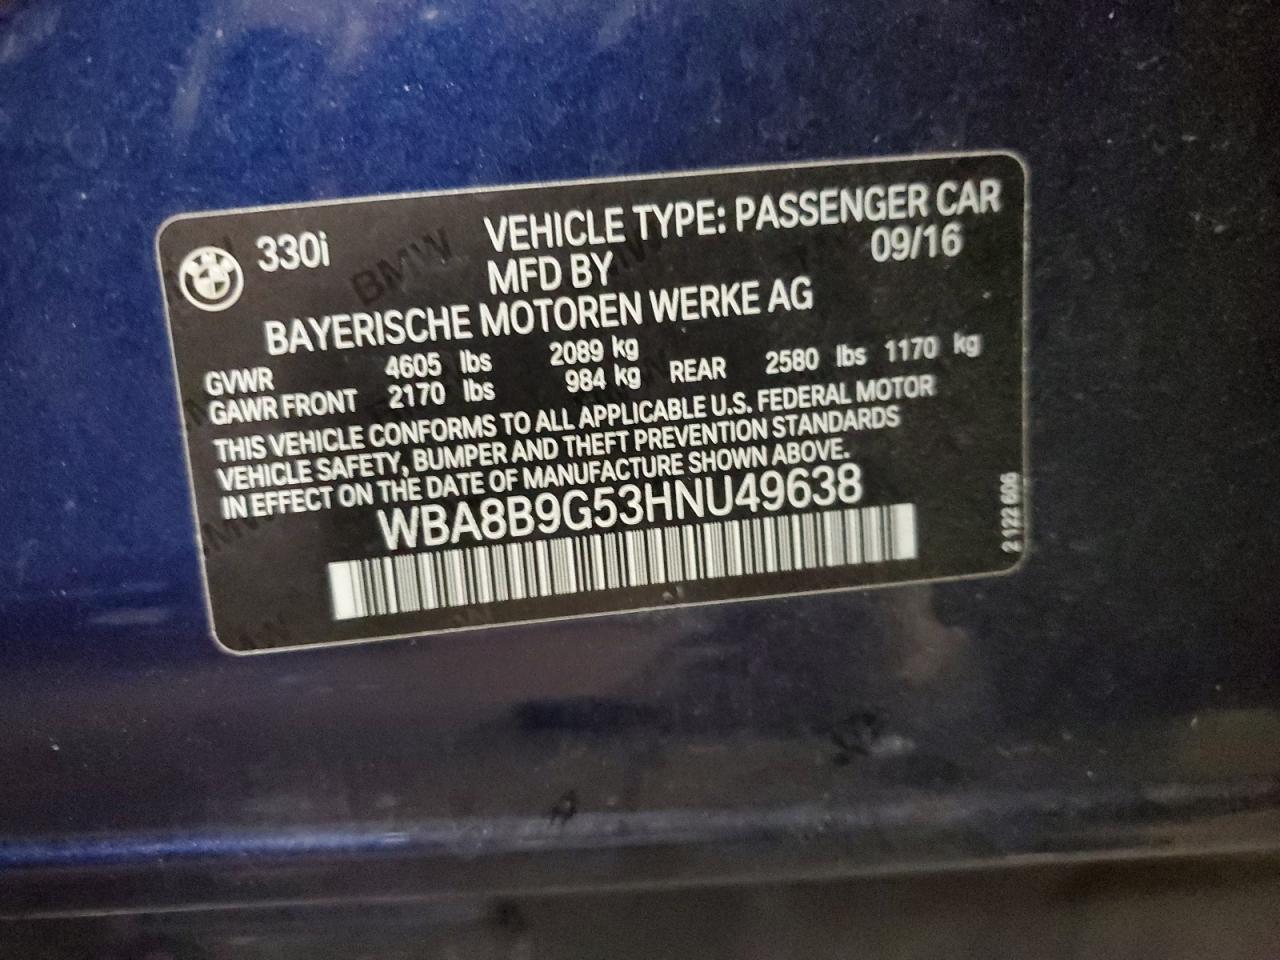 330i
VEHICLE TYPE: PASSENGER CAR
MFD BY 09/16
BAYERISCHE MOTOREN WERKE AG
GVWR 4605 lbs 2089 kg
GAWR FRONT 2170 lbs 984 kg REAR 2580 lbs 1170 kg
THIS VEHICLE CONFORMS TO ALL APPLICABLE U.S. FEDERAL MOTOR
VEHICLE SAFETY, BUMPER AND THEFT PREVENTION STANDARDS
IN EFFECT ON THE DATE OF MANUFACTURE SHOWN ABOVE.
WBA8B9G53HNU49638
2 122 606
BMW